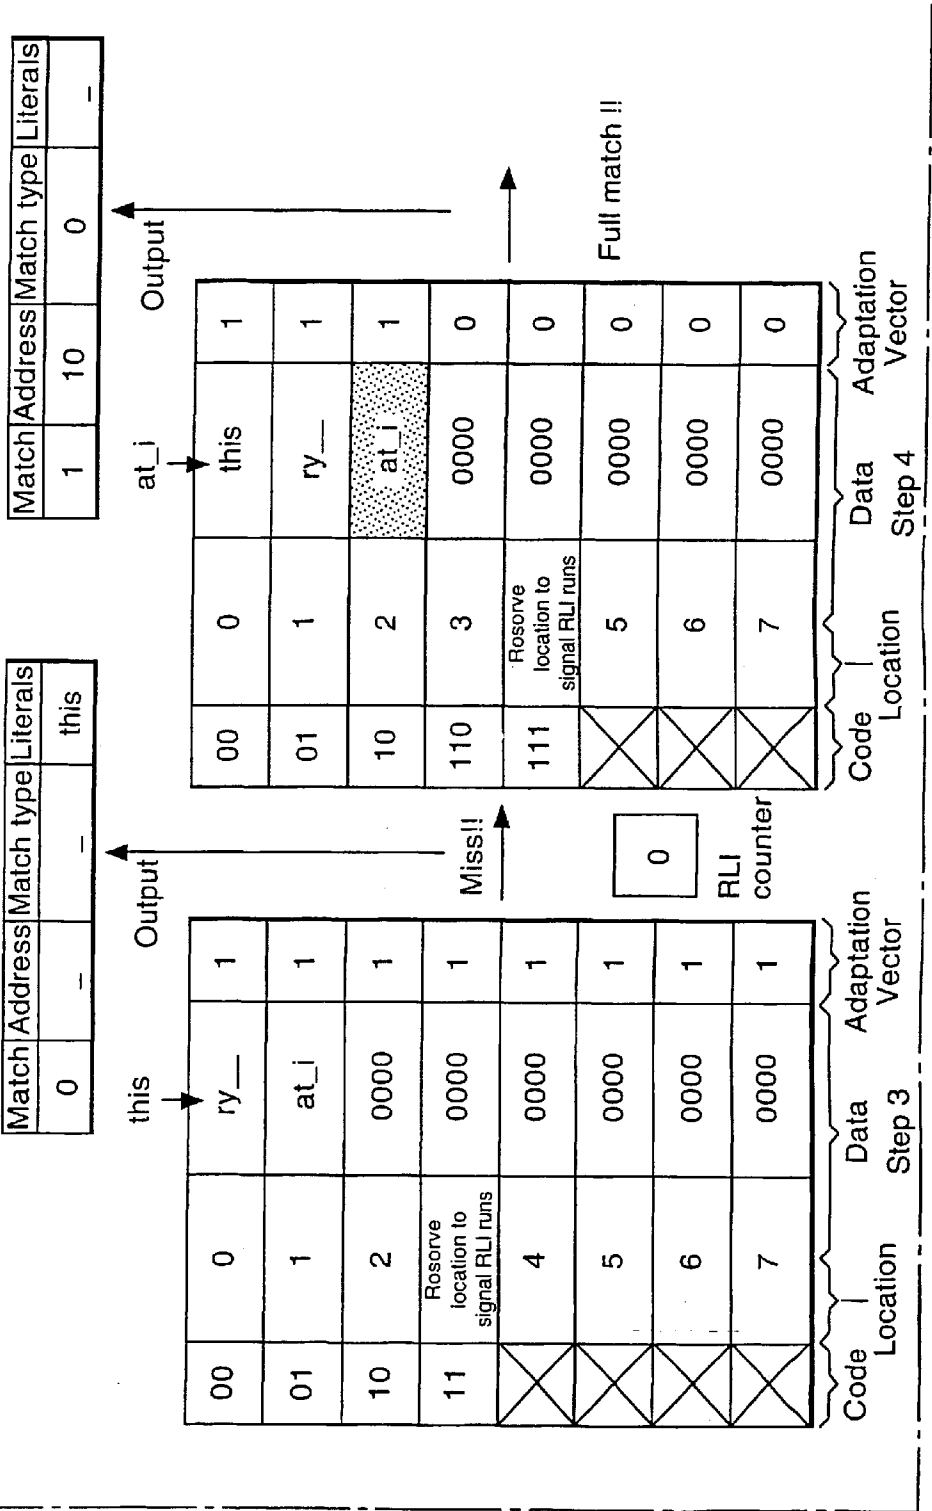 Match Address Match type Literals
0 – – this
Output
this
ry__
00 0 ry__ 1
01 1 at_i 1
10 2 0000 1
11 Rosorve location to signal RLI runs 0000 1
4 0000 1
5 0000 1
6 0000 1
7 0000 1
Code Location Data Adaptation Vector
Step 3
Miss!!
0
RLI
counter
Match Address Match type Literals
1 10 0 –
Output
at_i
00 0 this 1
01 1 ry__ 1
10 2 at_i 1
110 3 0000 0
111 Rosorve location to signal RLI runs 0000 0
5 0000 0
6 0000 0
7 0000 0
Code Location Data Adaptation Vector
Step 4
Full match !!